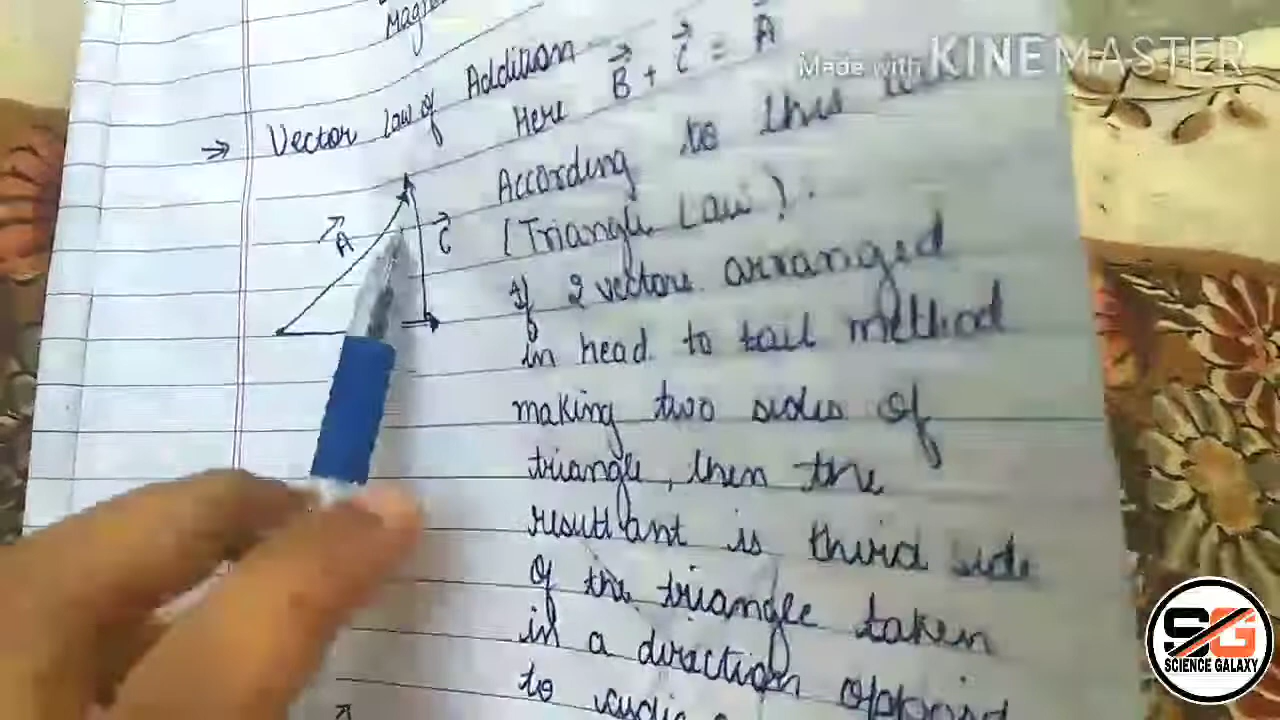 Made with KINEMASTER
→ Vector law of Addition
Here B + C = A
According to this
(Triangle Law).
A
C
If 2 vectors arranged
in head to tail method
making two sides of
triangle, then the
resultant is third side
of the triangle taken
in a direction
to
SG
SCIENCE GALAXY